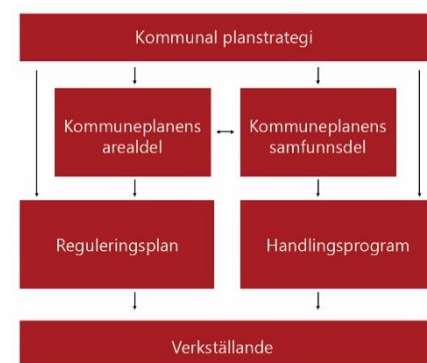 Kommunal planstrategi
Kommuneplanens
arealdel
Kommuneplanens
samfunnsdel
Reguleringsplan
Handlingsprogram
Verkställande